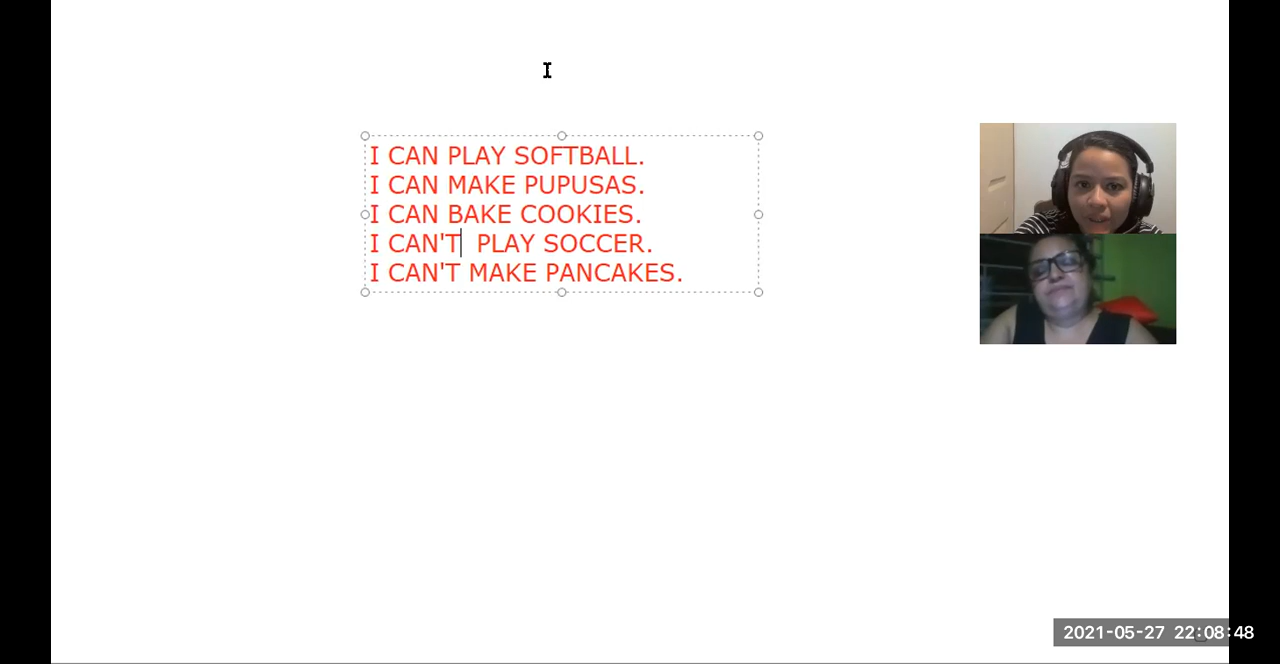 I CAN PLAY SOFTBALL.
I CAN MAKE PUPUSAS.
I CAN BAKE COOKIES.
I CAN'T  PLAY SOCCER.
I CAN'T MAKE PANCAKES.
2021-05-27 22:08:48